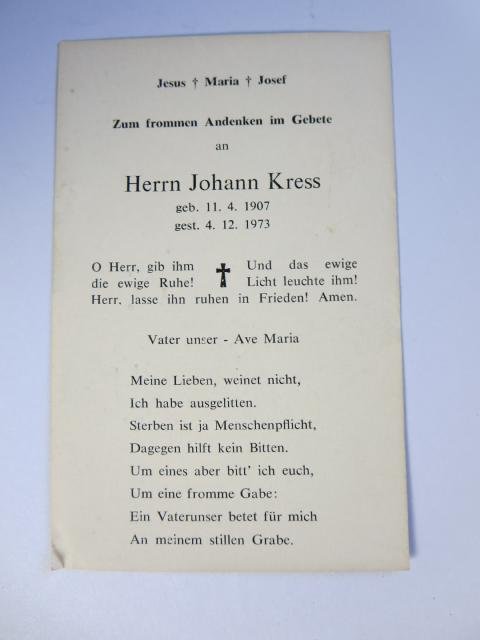 Jesus † Maria † Josef
Zum frommen Andenken im Gebete
an
Herrn Johann Kress
geb. 11. 4. 1907
gest. 4. 12. 1973
O Herr, gib ihm ✝ Und das ewige
die ewige Ruhe! Licht leuchte ihm!
Herr, lasse ihn ruhen in Frieden! Amen.
Vater unser - Ave Maria
Meine Lieben, weinet nicht,
Ich habe ausgelitten.
Sterben ist ja Menschenpflicht,
Dagegen hilft kein Bitten.
Um eines aber bitt' ich euch,
Um eine fromme Gabe:
Ein Vaterunser betet für mich
An meinem stillen Grabe.